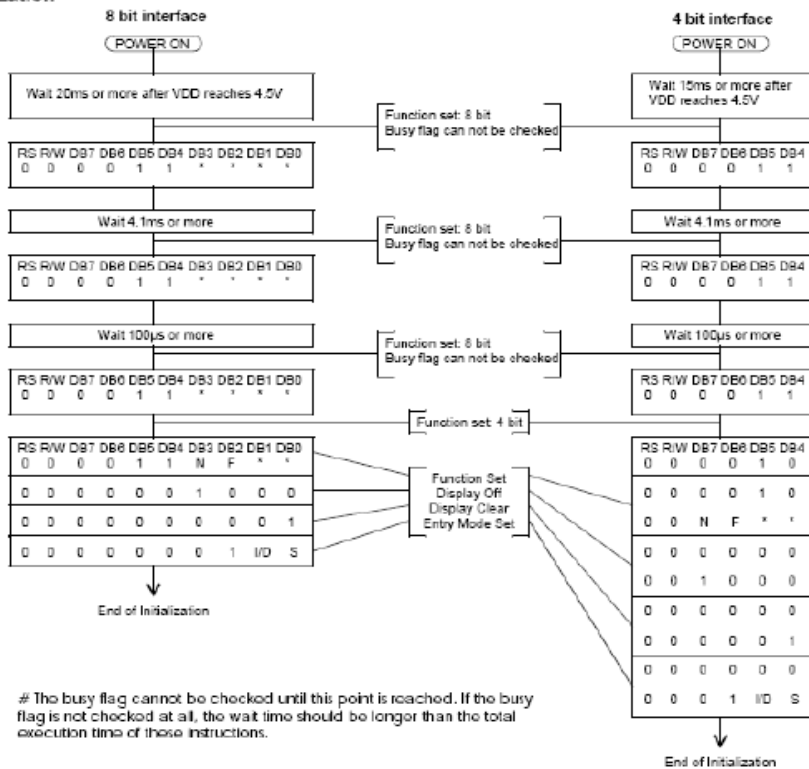 8 bit interface
POWER ON
Wait 20ms or more after VDD reaches 4.5V
RS R/W DB7 DB6 DB5 DB4 DB3 DB2 DB1 DB0
0 0 0 0 1 1 * * * *
Wait 4.1ms or more
RS R/W DB7 DB6 DB5 DB4 DB3 DB2 DB1 DB0
0 0 0 0 1 1 * * * *
Wait 100µs or more
RS R/W DB7 DB6 DB5 DB4 DB3 DB2 DB1 DB0
0 0 0 0 1 1 * * * *
RS R/W DB7 DB6 DB5 DB4 DB3 DB2 DB1 DB0
0 0 0 0 1 1 N F * *
0 0 0 0 0 0 1 0 0 0
0 0 0 0 0 0 0 0 0 1
0 0 0 0 0 0 0 1 I/D S
End of Initialization
Function set: 8 bit
Busy flag can not be checked
Function set: 8 bit
Busy flag can not be checked
Function set: 8 bit
Busy flag can not be checked
Function set: 4 bit
Function Set
Display Off
Display Clear
Entry Mode Set
4 bit interface
POWER ON
Wait 15ms or more after
VDD reaches 4.5V
RS R/W DB7 DB6 DB5 DB4
0 0 0 0 1 1
Wait 4.1ms or more
RS R/W DB7 DB6 DB5 DB4
0 0 0 0 1 1
Wait 100µs or more
RS R/W DB7 DB6 DB5 DB4
0 0 0 0 1 1
RS R/W DB7 DB6 DB5 DB4
0 0 0 0 1 0
0 0 0 0 1 0
0 0 N F * *
0 0 0 0 0 0
0 0 1 0 0 0
0 0 0 0 0 0
0 0 0 0 0 1
0 0 0 0 0 0
0 0 0 1 I/D S
End of Initialization
# The busy flag cannot be checked until this point is reached. If the busy
flag is not checked at all, the wait time should be longer than the total
execution time of these instructions.